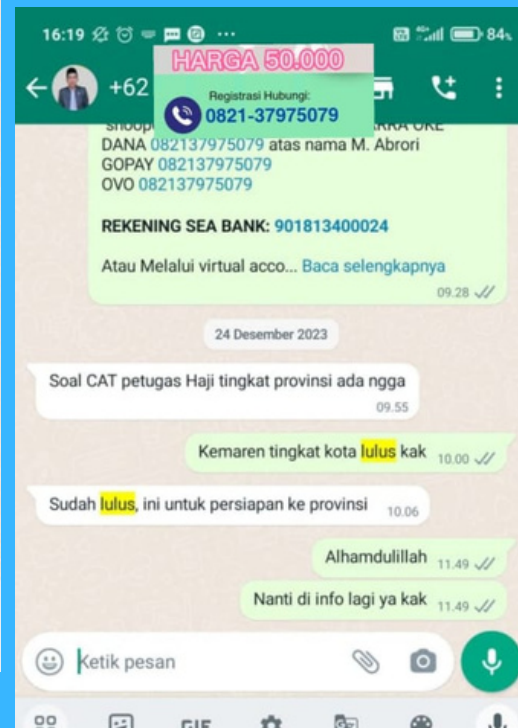 16:19
84%
HARGA 50.000
+62
Registrasi Hubungi:
0821-37975079
DANA 082137975079 atas nama M. Abrori
GOPAY 082137975079
OVO 082137975079
REKENING SEA BANK: 901813400024
Atau Melalui virtual acco... Baca selengkapnya
09.28
24 Desember 2023
Soal CAT petugas Haji tingkat provinsi ada ngga
09.55
Kemaren tingkat kota lulus kak 10.00
Sudah lulus, ini untuk persiapan ke provinsi 10.06
Alhamdulillah 11.49
Nanti di info lagi ya kak 11.49
Ketik pesan
GIF